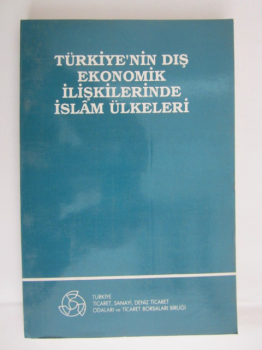 TÜRKİYE'NİN DIŞ
EKONOMİK
İLİŞKİLERİNDE
İSLÂM ÜLKELERİ
TÜRKİYE
TİCARET, SANAYİ, DENİZ TİCARET
ODALARI ve TİCARET BORSALARI BİRLİĞİ